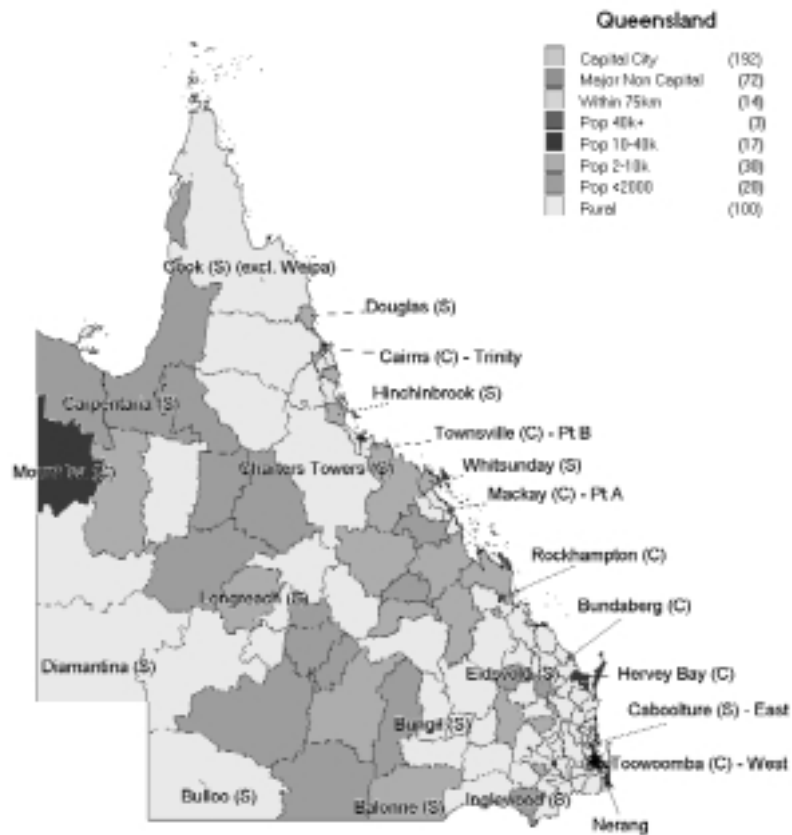 Queensland
Capital City (192)
Major Non Capital (72)
Within 75km (14)
Pop 40k+ (3)
Pop 10-40k (17)
Pop 2-10k (30)
Pop <2000 (20)
Rural (100)
Cook (S) (excl. Weipa)
Douglas (S)
Cairns (C) - Trinity
Carpentaria (S)
Hinchinbrook (S)
Townsville (C) - Pt B
Charters Towers (C)
Whitsunday (S)
Mackay (C) - Pt A
Rockhampton (C)
Longreach (S)
Bundaberg (C)
Diamantina (S)
Eidsvold (S)
Hervey Bay (C)
Caboolture (S) - East
Bungil (S)
Toowoomba (C) - West
Bulloo (S)
Balonne (S)
Inglewood (S)
Nerang